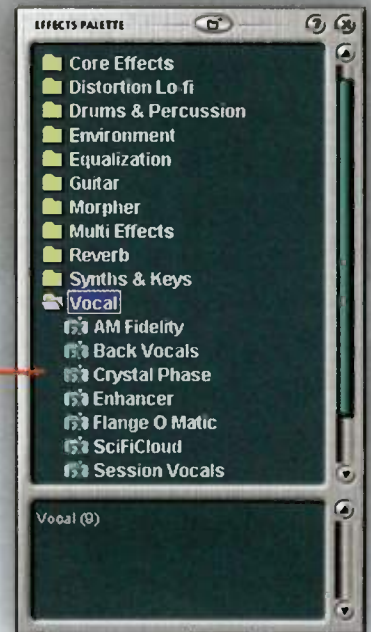 EFFECTS PALETTE
Core Effects
Distortion Lo fi
Drums & Percussion
Environment
Equalization
Guitar
Morpher
Multi Effects
Reverb
Synths & Keys
Vocal
AM Fidelity
Back Vocals
Crystal Phase
Enhancer
Flange O Matic
SciFiCloud
Session Vocals
Vocal (9)